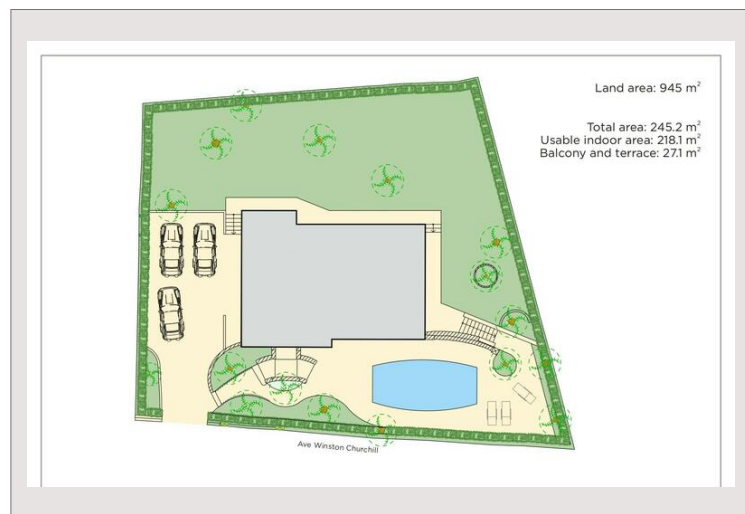 Land area: 945 m²
Total area: 245.2 m²
Usable indoor area: 218.1 m²
Balcony and terrace: 27.1 m²
Ave Winston Churchill